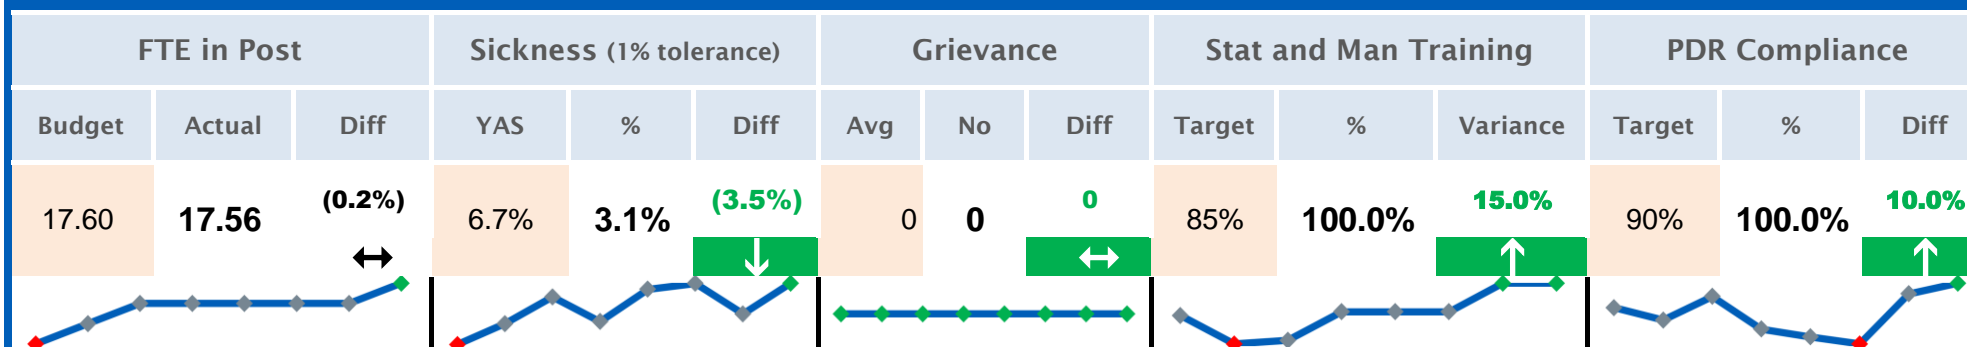 FTE in Post Sickness (1% tolerance) Grievance Stat and Man Training PDR Compliance
Budget Actual Diff YAS % Diff Avg No Diff Target % Variance Target % Diff
17.60 17.56 (0.2%) 6.7% 3.1% (3.5%) 0 0 0 85% 100.0% 15.0% 90% 100.0% 10.0%